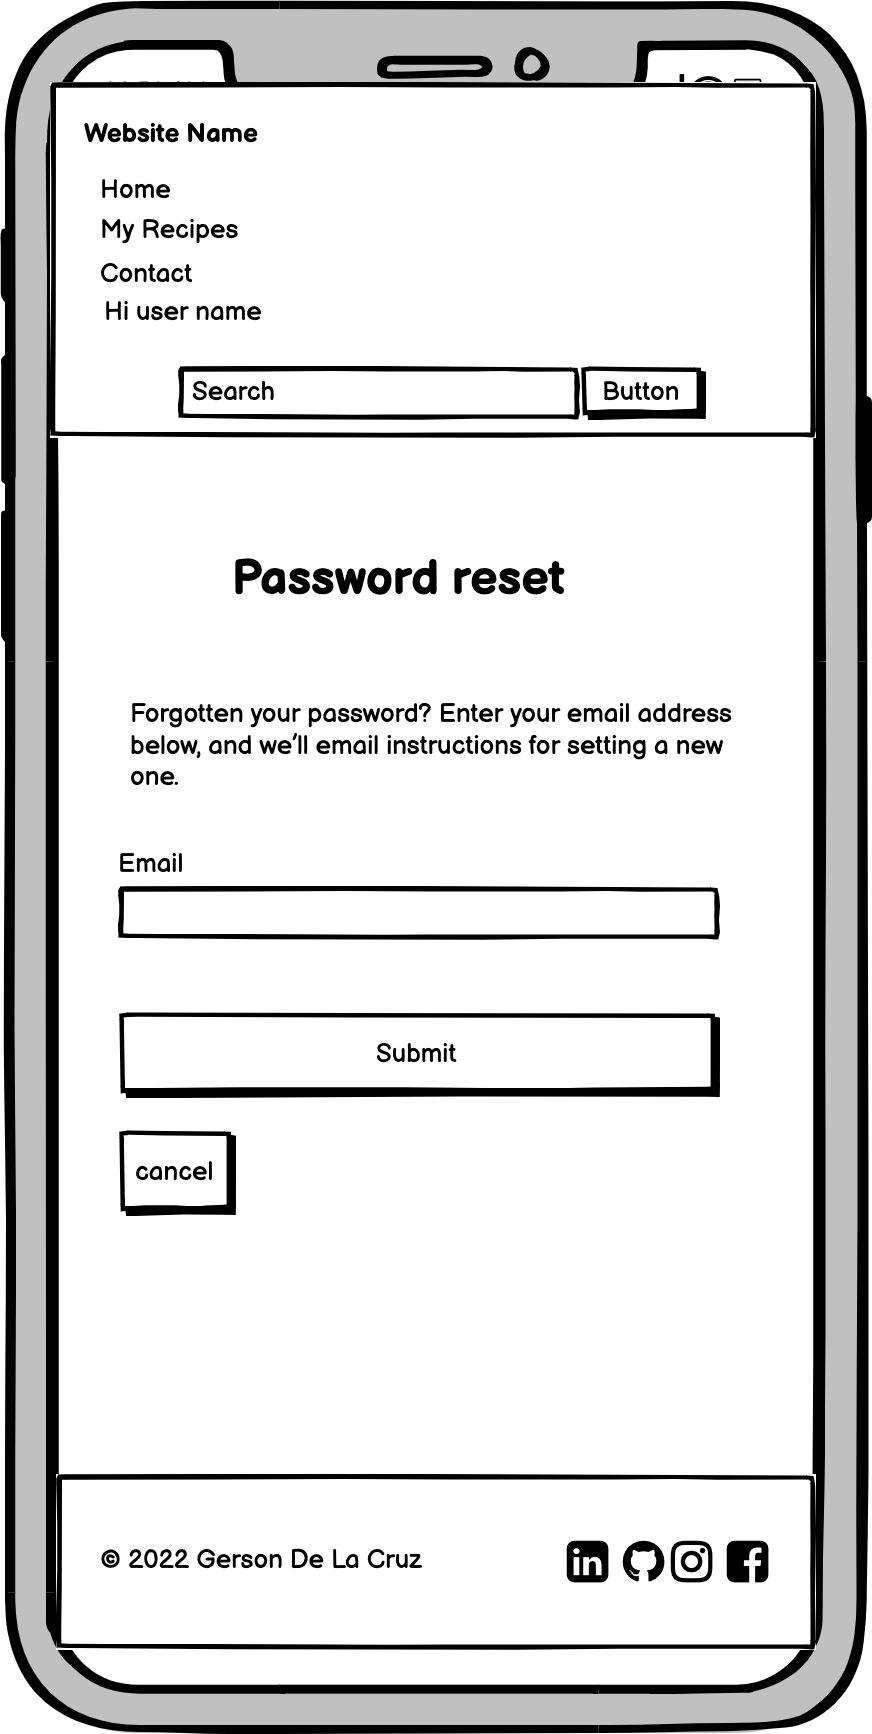 Website Name
Home
My Recipes
Contact
Hi user name
Search
Button
Password reset
Forgotten your password? Enter your email address
below, and we'll email instructions for setting a new
one.
Email
Submit
cancel
© 2022 Gerson De La Cruz
in